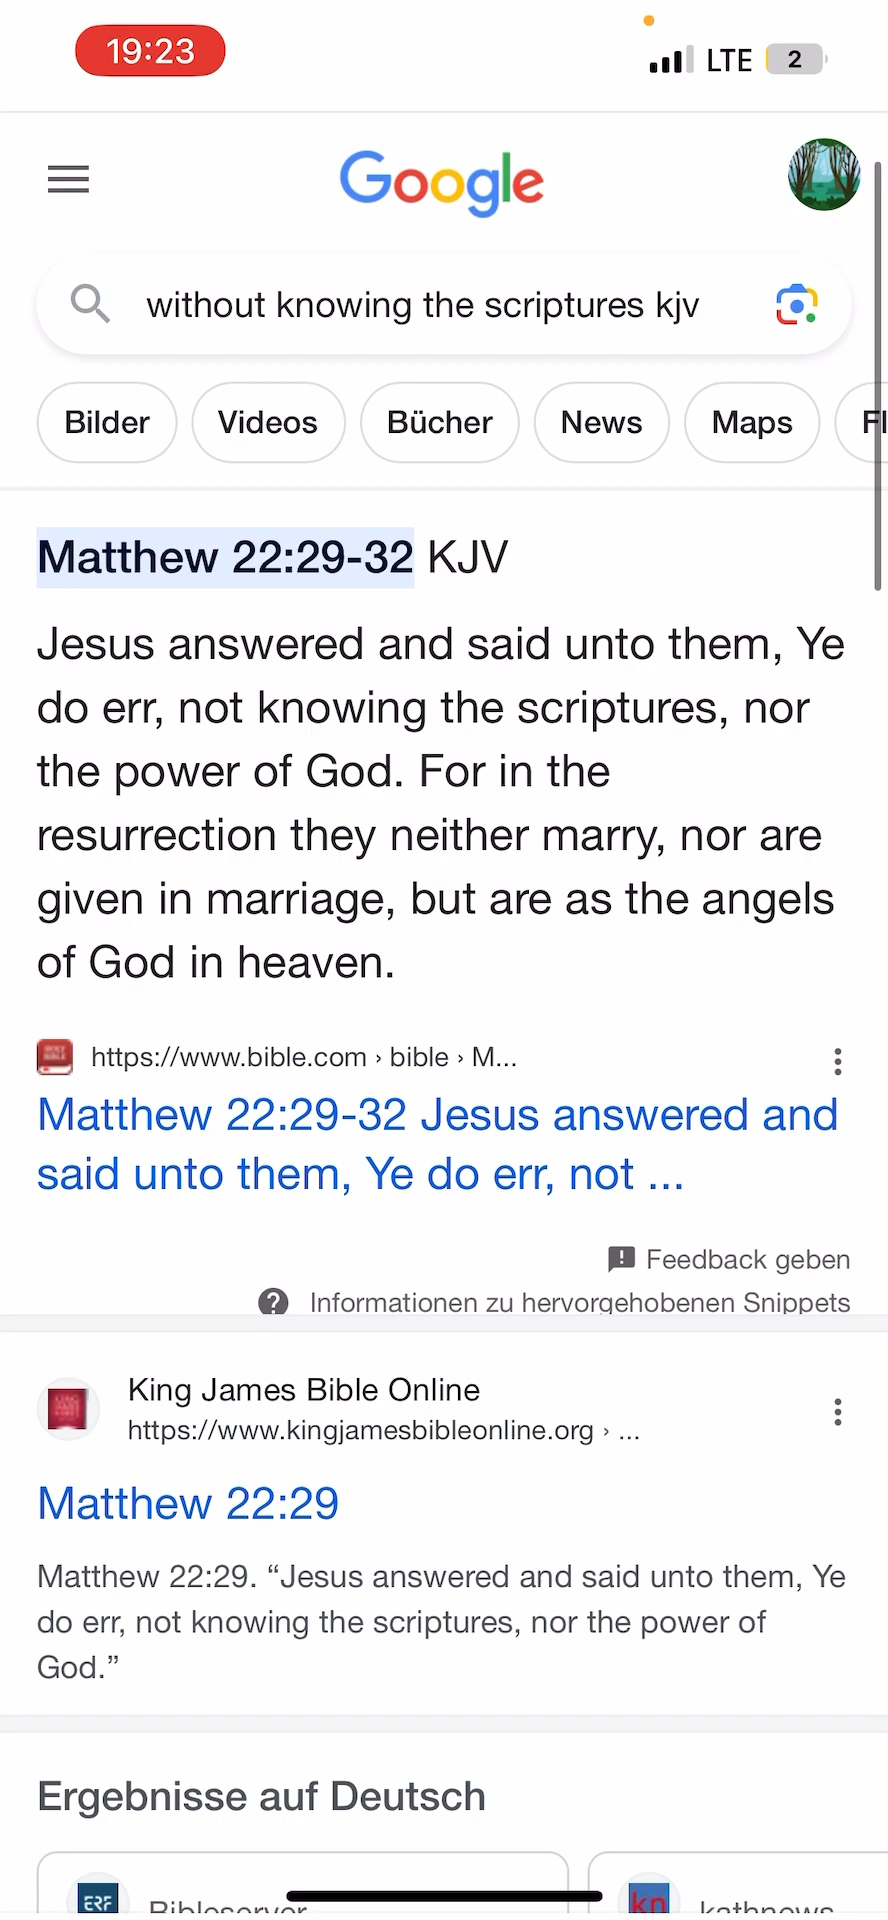 19:23
LTE
2
Google
without knowing the scriptures kjv
Bilder
Videos
Bücher
News
Maps
Matthew 22:29-32 KJV
Jesus answered and said unto them, Ye
do err, not knowing the scriptures, nor
the power of God. For in the
resurrection they neither marry, nor are
given in marriage, but are as the angels
of God in heaven.
https://www.bible.com › bible › M...
Matthew 22:29-32 Jesus answered and
said unto them, Ye do err, not ...
Feedback geben
Informationen zu hervorgehobenen Snippets
King James Bible Online
https://www.kingjamesbibleonline.org › ...
Matthew 22:29
Matthew 22:29. “Jesus answered and said unto them, Ye
do err, not knowing the scriptures, nor the power of
God.”
Ergebnisse auf Deutsch
ERF
Bibleserver
kn
kathnews